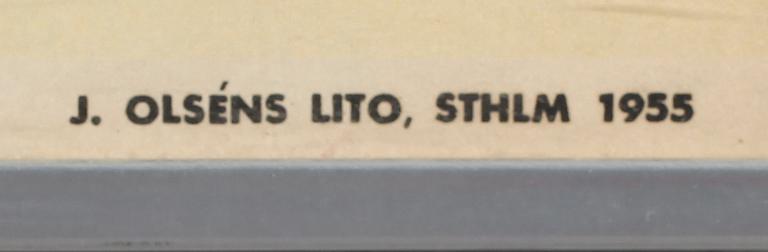 J. OLSÉNS LITO, STHLM 1955